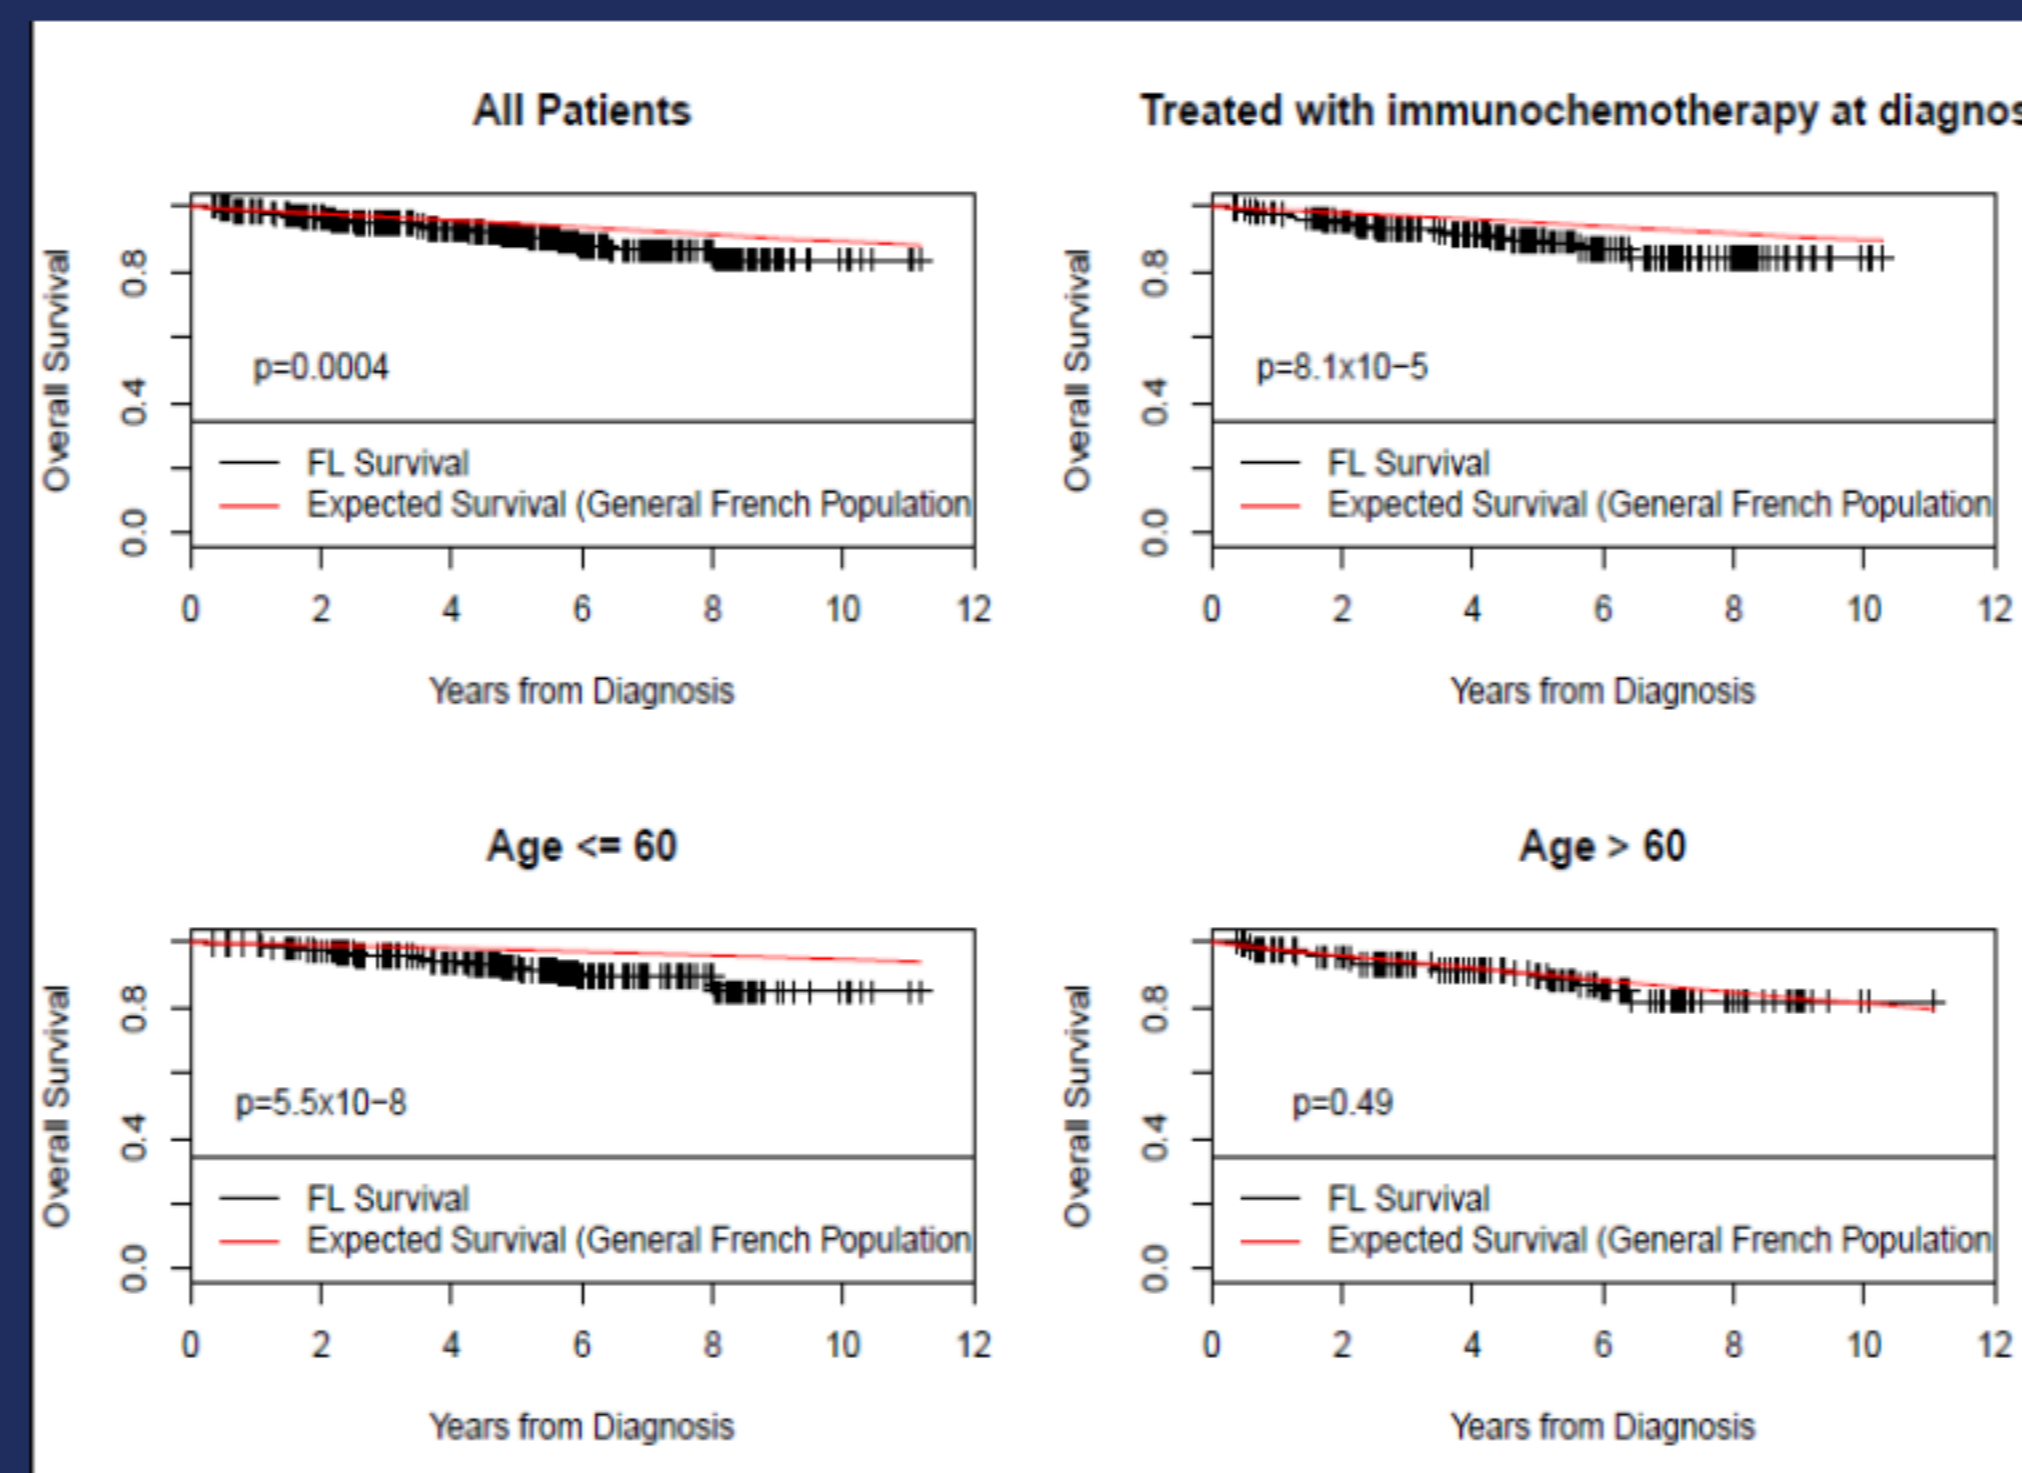 All Patients
Overall Survival
0.8
0.4
0.0
p=0.0004
FL Survival
Expected Survival (General French Population
0 2 4 6 8 10 12
Years from Diagnosis
Treated with immunochemotherapy at diagnos
Overall Survival
0.8
0.4
0.0
p=8.1x10−5
FL Survival
Expected Survival (General French Population
0 2 4 6 8 10 12
Years from Diagnosis
Age <= 60
Overall Survival
0.8
0.4
0.0
p=5.5x10−8
FL Survival
Expected Survival (General French Population
0 2 4 6 8 10 12
Years from Diagnosis
Age > 60
Overall Survival
0.8
0.4
0.0
p=0.49
FL Survival
Expected Survival (General French Population
0 2 4 6 8 10 12
Years from Diagnosis